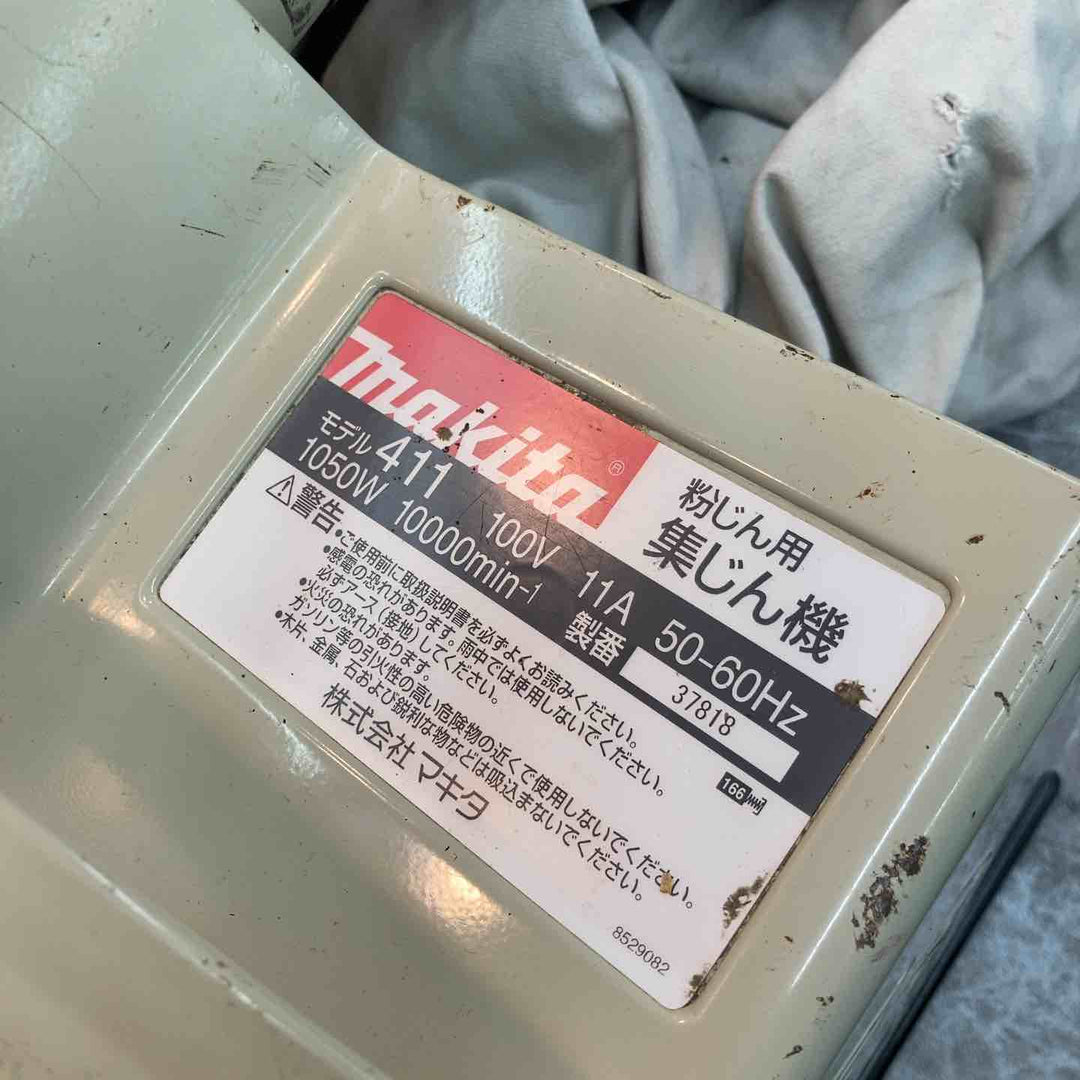 makita®
粉じん用
集じん機
モデル 411 100V 11A 50-60Hz
1050W 10000min-1 製番 37818
⚠警告
•ご使用前に取扱説明書を必ずよくお読みください。
•感電の恐れがあります。雨中では使用しないでください。
必ずアース(接地)してください。
•火災の恐れがあります。
ガソリン等の引火性の高い危険物の近くで使用しないでください。
•木片、金属、石および鋭利な物などは吸込まないでください。
株式会社マキタ
166
8529082